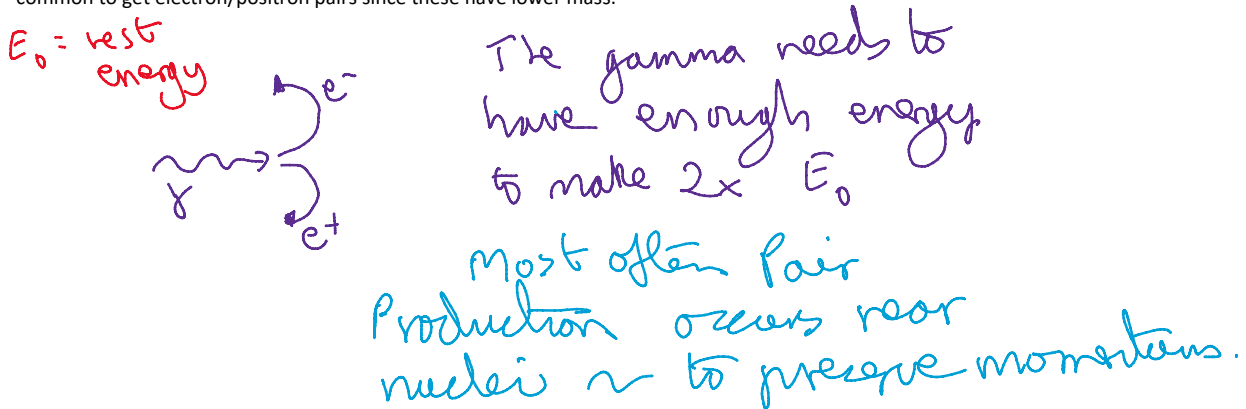 common to get electron/positron pairs since these have lower mass.
E₀ = rest
energy
e⁻
γ
e⁺
The gamma needs to
have enough energy
to make 2x E₀
Most often Pair
Production occurs near
nuclei ~ to preserve momentum.